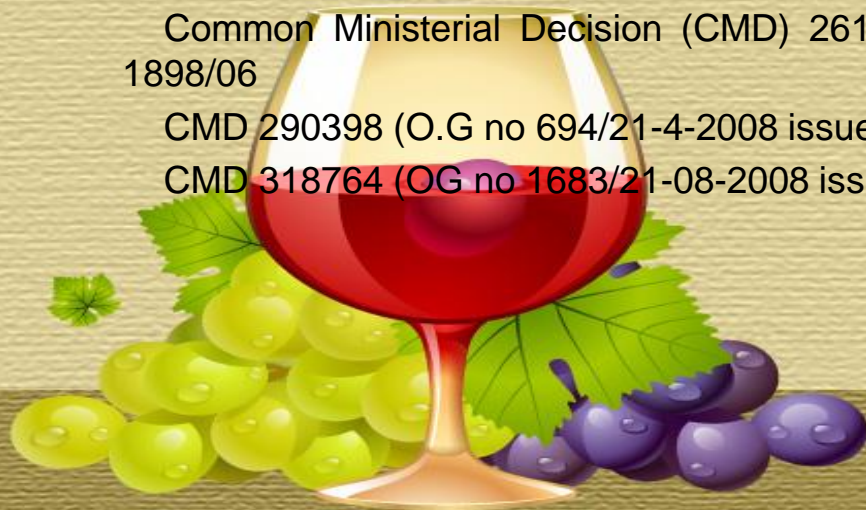 Common Ministerial Decision (CMD) 261
1898/06
CMD 290398 (O.G no 694/21-4-2008 issue
CMD 318764 (OG no 1683/21-08-2008 iss